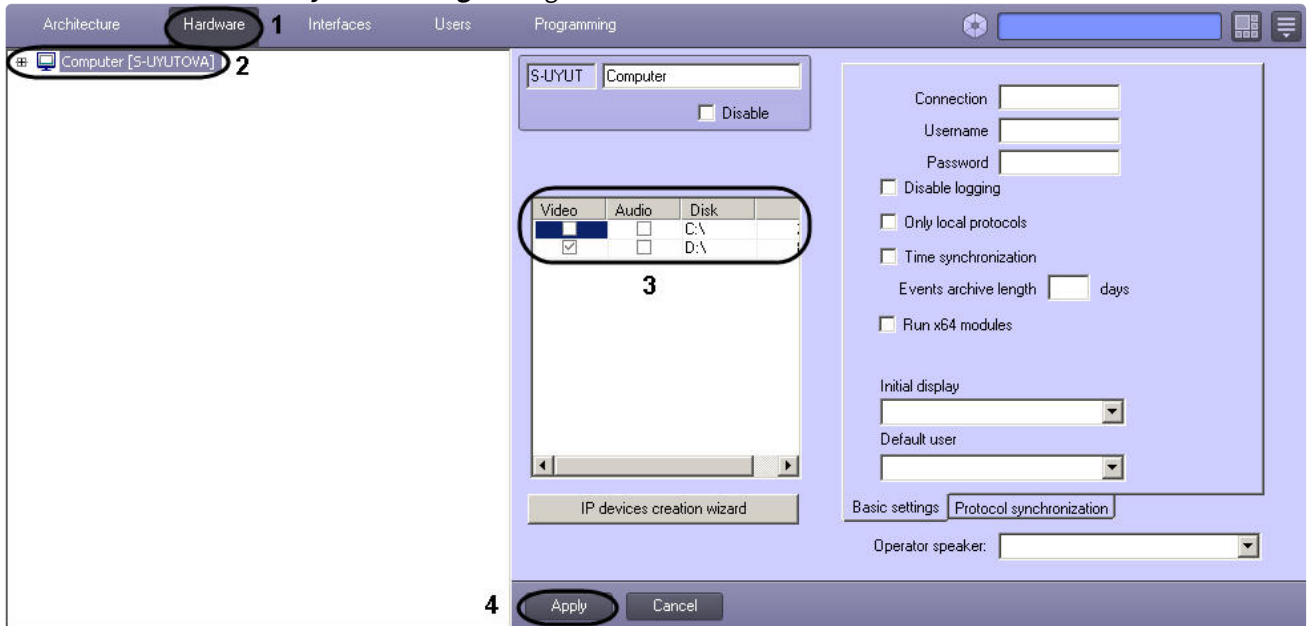 Architecture Hardware 1 Interfaces Users Programming
Computer [S-UYUTOVA] 2
S-UYUT Computer
Disable
Video Audio Disk
C:\
D:\
3
IP devices creation wizard
Connection
Username
Password
Disable logging
Only local protocols
Time synchronization
Events archive length days
Run x64 modules
Initial display
Default user
Basic settings Protocol synchronization
Operator speaker:
4 Apply Cancel